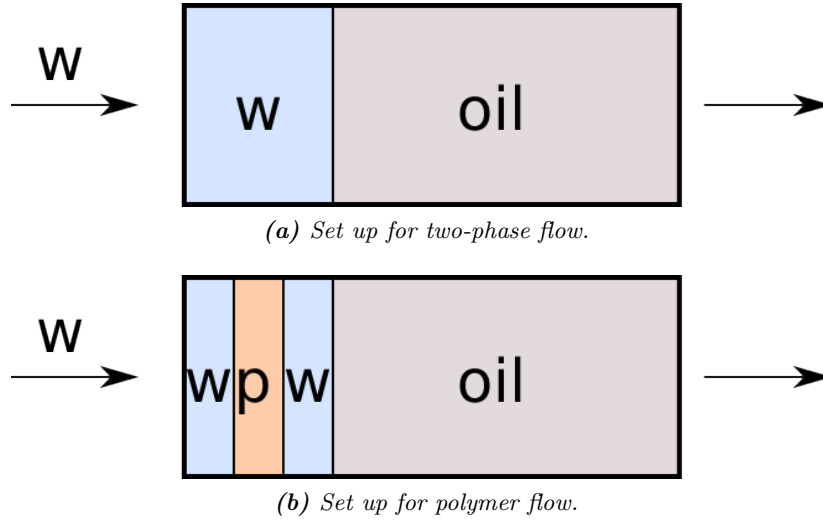 w
w oil
(a) Set up for two-phase flow.
w
w p w oil
(b) Set up for polymer flow.